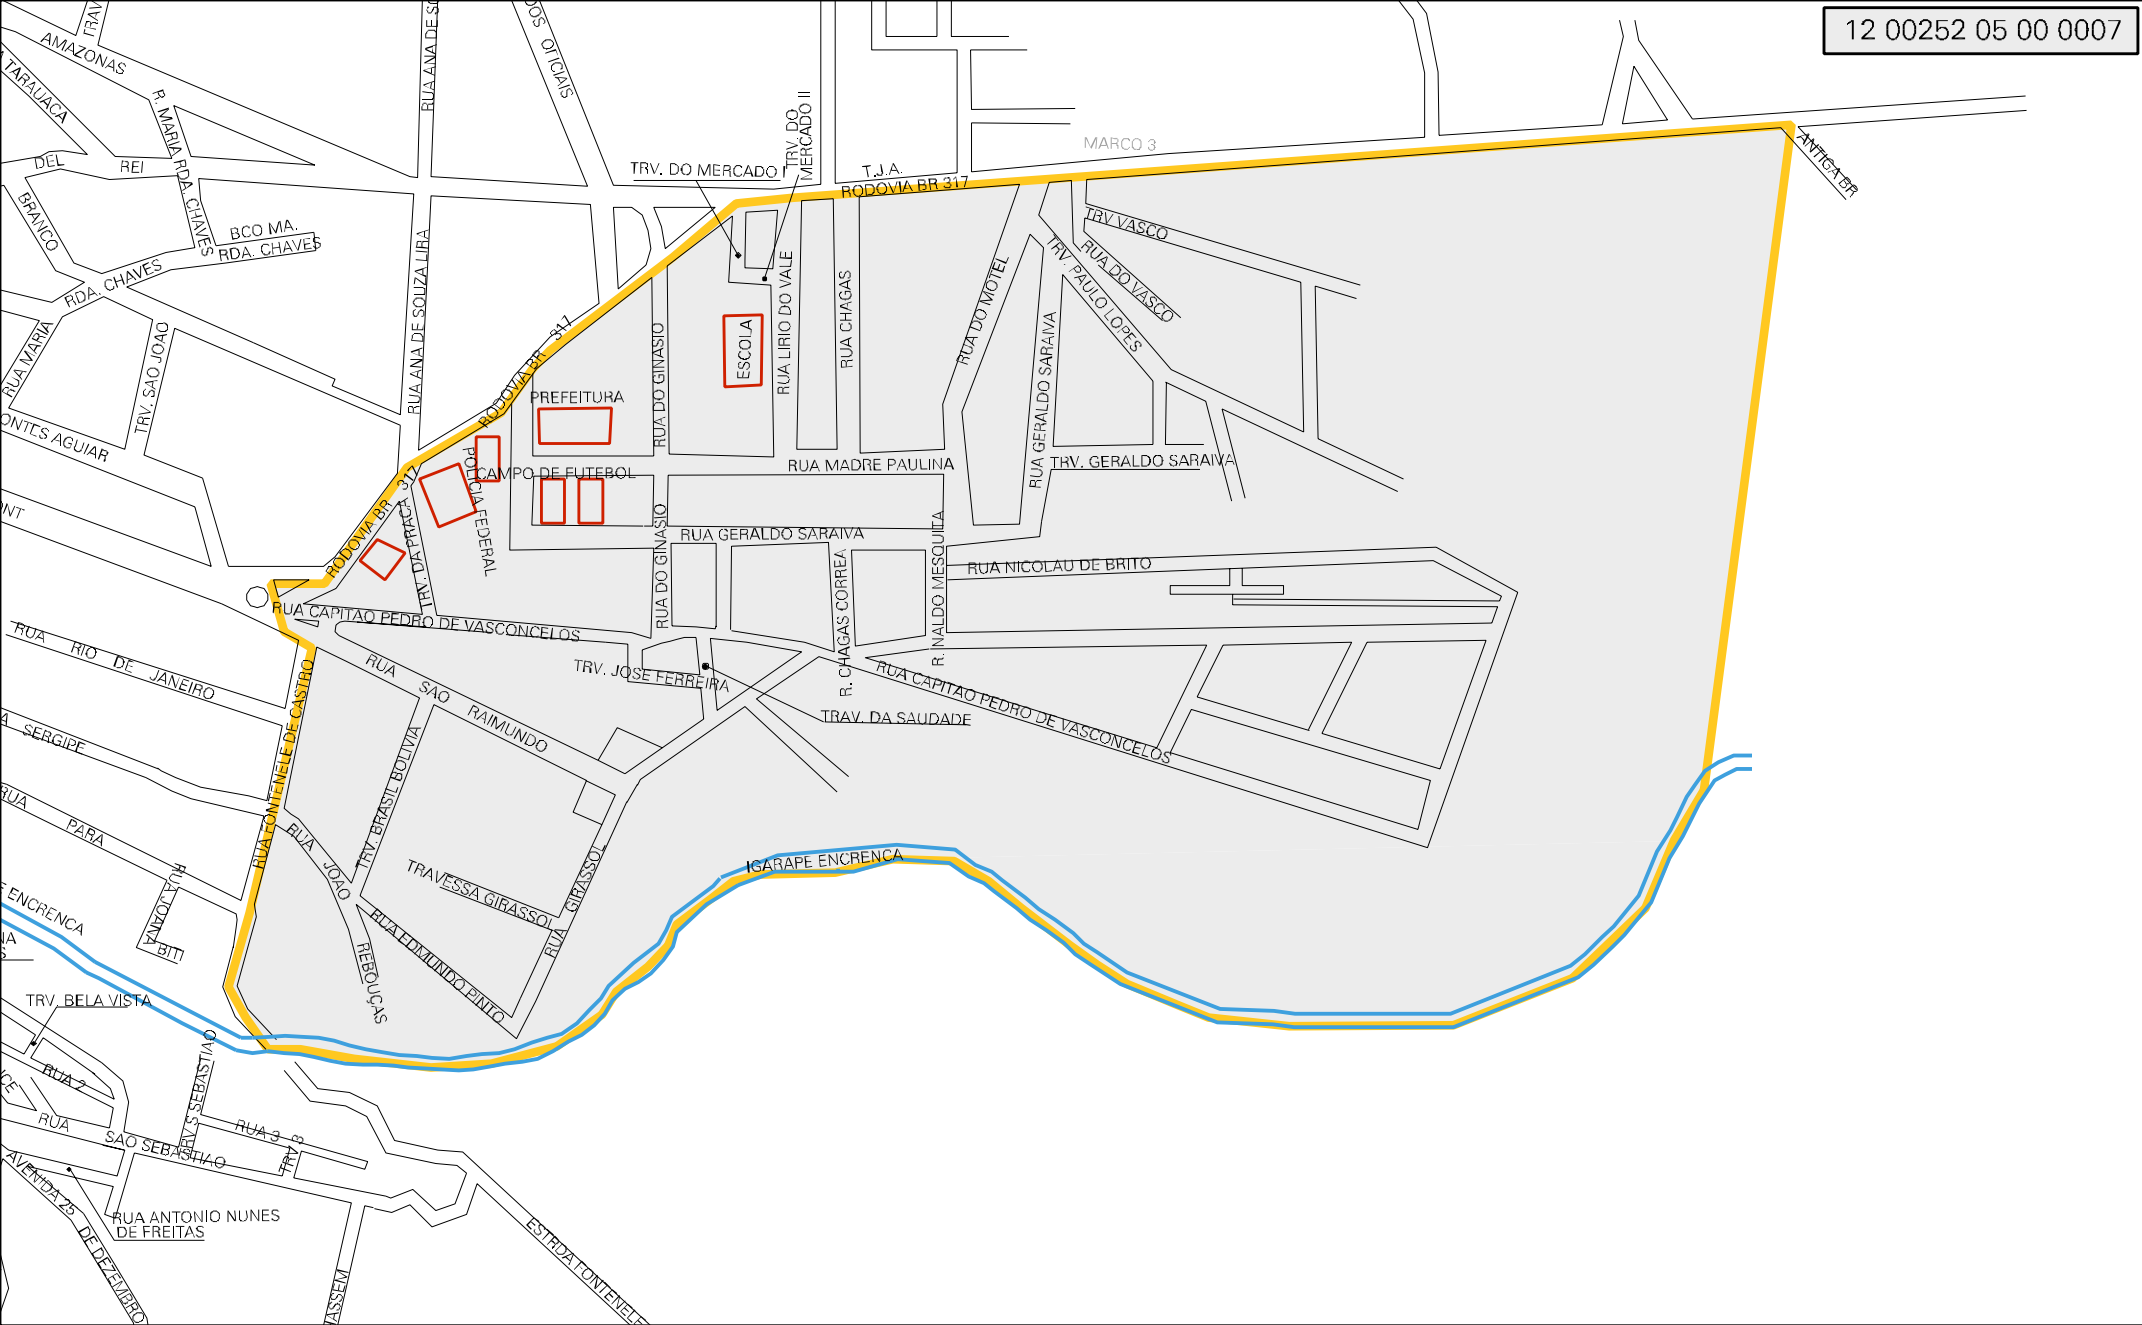 12 00252 05 00 0007
AMAZONAS
TARAUACA
R. MARIA RDA. CHAVES
DEL REI
BRANCO
BCO MA.
RDA. CHAVES
RDA. CHAVES
RUA MARIA
TRV. SAO JOAO
RUA ANA DE SOUZA LIRA
OFICIAIS
TRV. DO MERCADO I
TRV. DO
MERCADO II
T.J.A.
MARCO 3
RODOVIA BR 317
ANTIGA BR
TRV VASCO
RUA DO VASCO
TRV. PAULO LOPES
RUA DO MOTEL
RUA GERALDO SARAIVA
RUA CHAGAS
RUA LIRIO DO VALE
ESCOLA
RUA DO GINASIO
RODOVIA BR 317
PREFEITURA
POLICIA FEDERAL
CAMPO DE FUTEBOL
RUA MADRE PAULINA
TRV. GERALDO SARAIVA
ONTES AGUIAR
RODOVIA BR 317
TRV. DA PRACA
RUA GERALDO SARAIVA
RUA DO GINASIO
R. CHAGAS CORREA
R. NALDO MESQUITA
RUA NICOLAU DE BRITO
RUA CAPITAO PEDRO DE VASCONCELOS
RUA RIO DE JANEIRO
RUA SAO RAIMUNDO
TRV. JOSE FERREIRA
TRAV. DA SAUDADE
RUA CAPITAO PEDRO DE VASCONCELOS
SERGIPE
RUA FONTENELE DE CASTRO
TRV. BRASIL BOLIVIA
RUA PARA
RUA JOAO REBOUÇAS
TRAVESSA GIRASSOL
RUA GIRASSOL
RUA EDMUNDO PINTO
IGARAPE ENCRENCA
RUA JOANA
BITI
ENCRENCA
TRV. BELA VISTA
RUA 2
TRV S SEBASTIAO
RUA SAO SEBASTIAO
RUA 3
TRV 3
AVENIDA 25 DE DEZEMBRO
RUA ANTONIO NUNES
DE FREITAS
ESTRDA FONTENELE